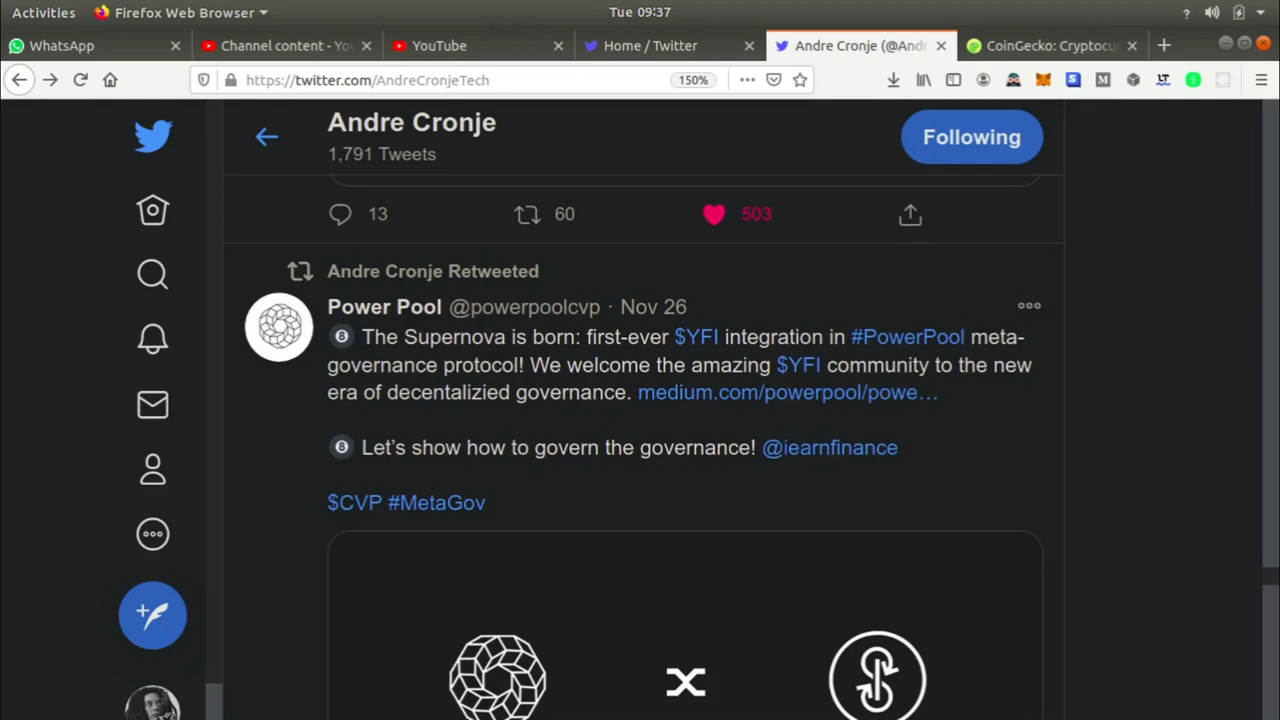 Activities Firefox Web Browser Tue 09:37
WhatsApp Channel content - Yo YouTube Home / Twitter Andre Cronje (@And CoinGecko: Cryptocu
https://twitter.com/AndreCronjeTech 150%
Andre Cronje
1,791 Tweets
Following
13 60 503
Andre Cronje Retweeted
Power Pool @powerpoolcvp · Nov 26
🎱 The Supernova is born: first-ever $YFI integration in #PowerPool meta-
governance protocol! We welcome the amazing $YFI community to the new
era of decentalizied governance. medium.com/powerpool/powe…
🎱 Let’s show how to govern the governance! @iearnfinance
$CVP #MetaGov